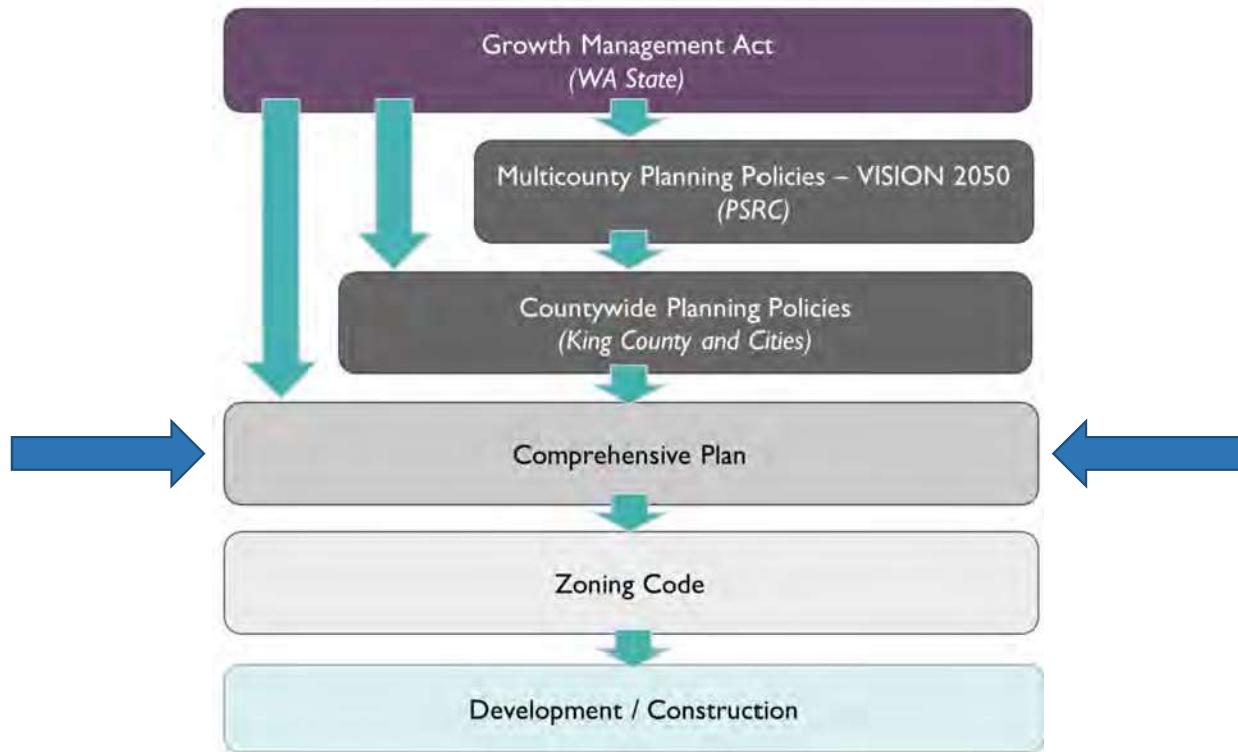 Growth Management Act
(WA State)
Multicounty Planning Policies – VISION 2050
(PSRC)
Countywide Planning Policies
(King County and Cities)
Comprehensive Plan
Zoning Code
Development / Construction